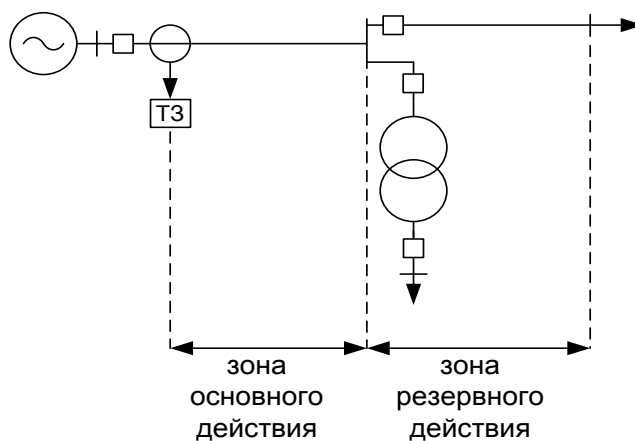 ТЗ
зона
основного
действия
зона
резервного
действия